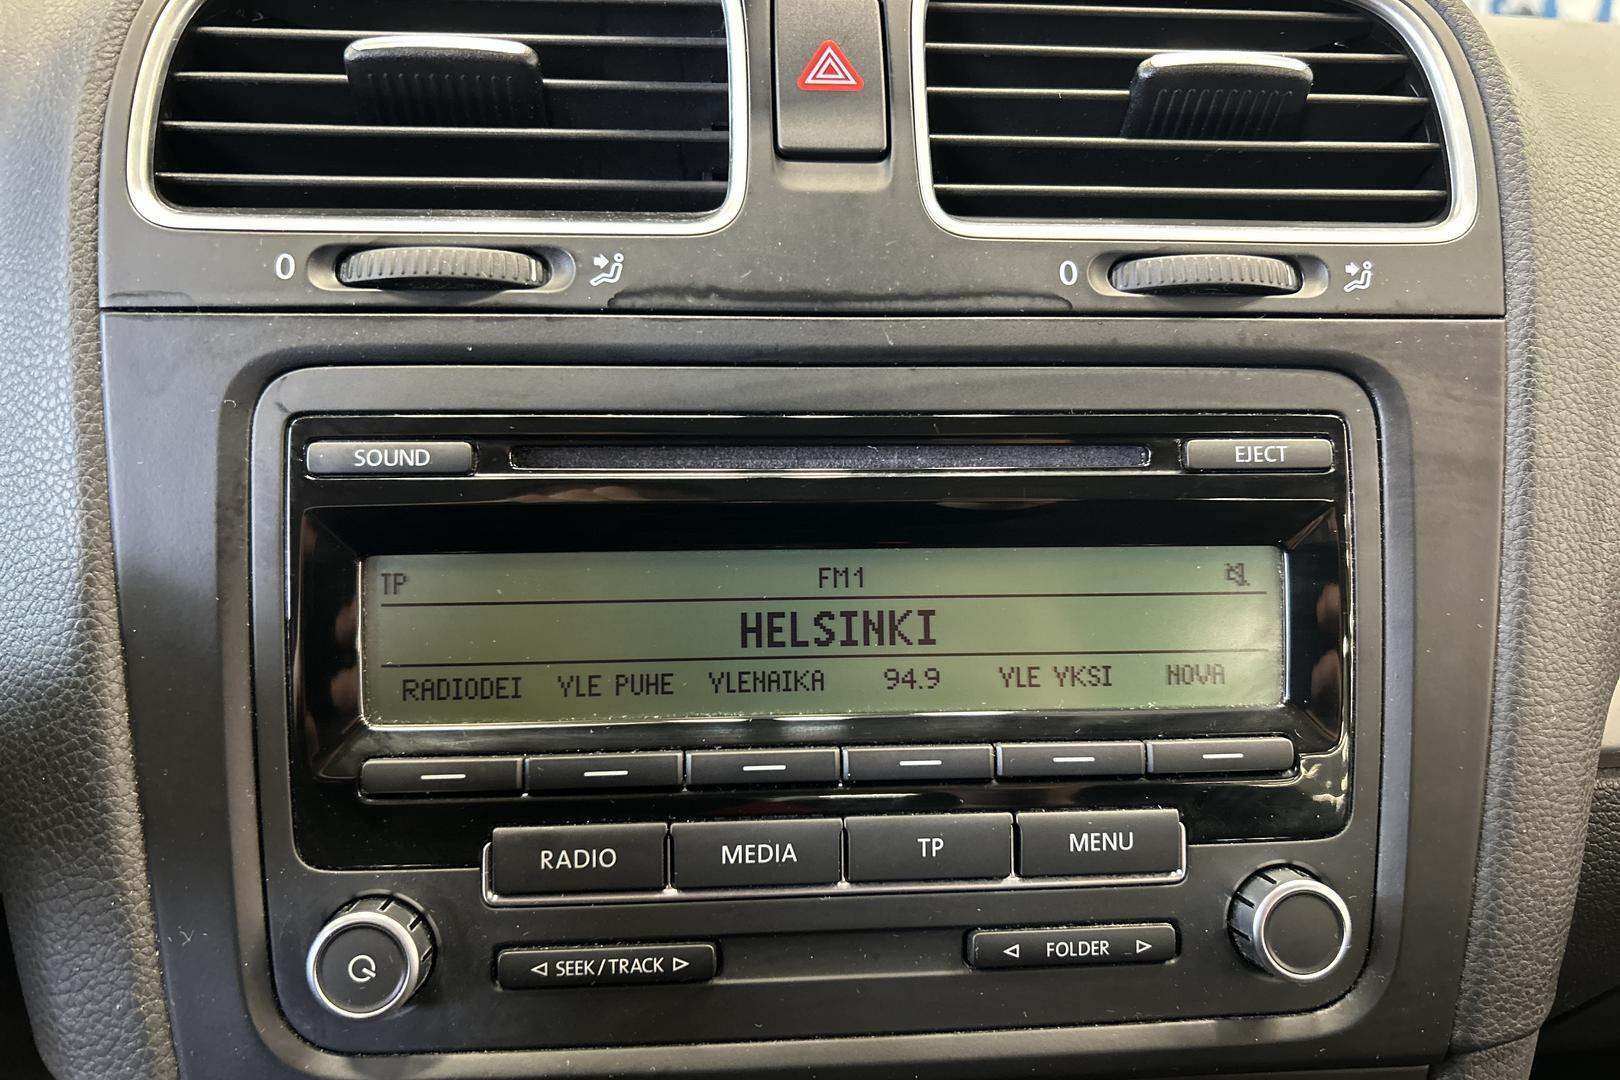 0 0
SOUND EJECT
TP FM1
HELSINKI
RADIODEI YLE PUHE YLENAIKA 94.9 YLE YKSI NOVA
RADIO MEDIA TP MENU
SEEK/TRACK FOLDER